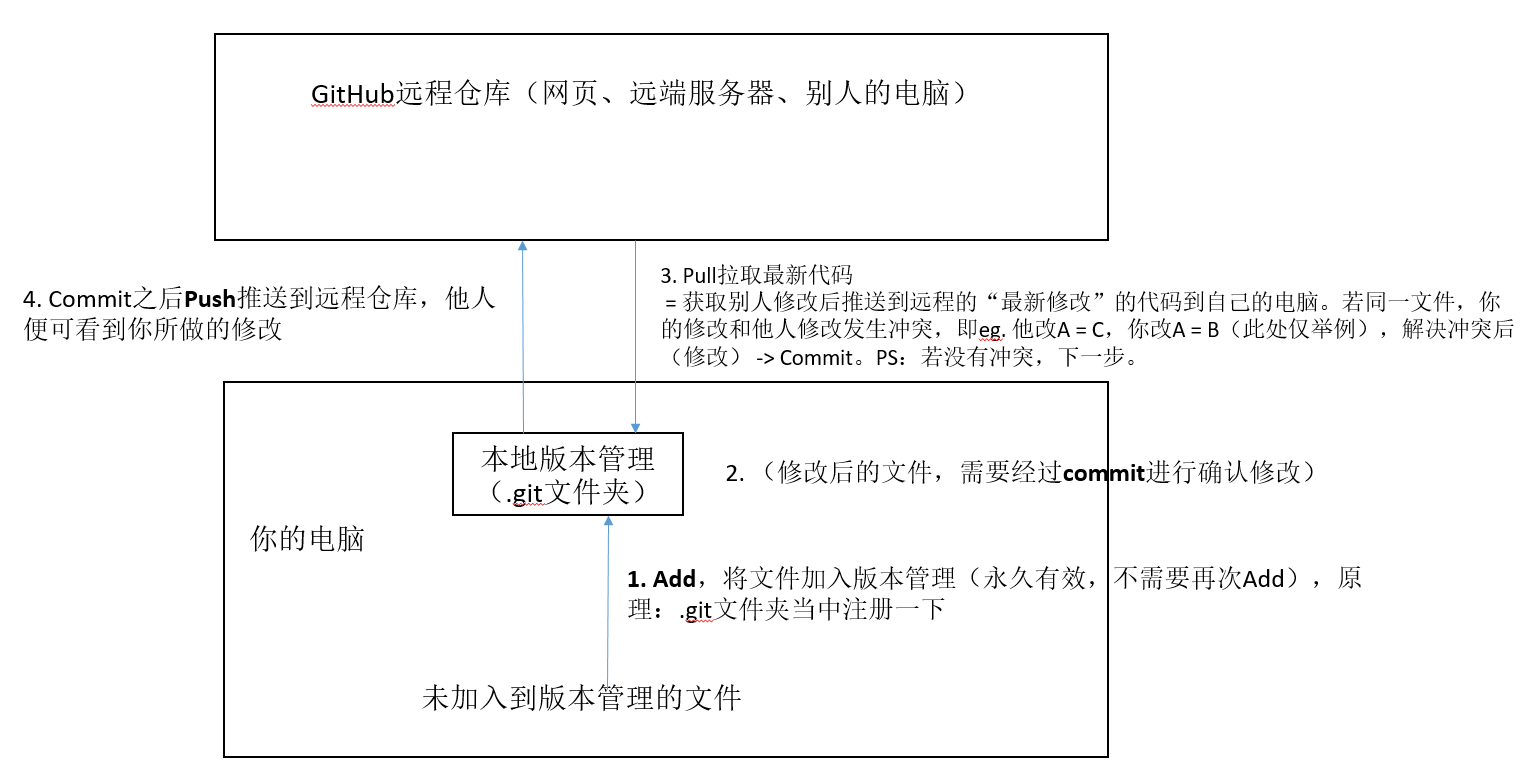 GitHub远程仓库（网页、远端服务器、别人的电脑）
4. Commit之后Push推送到远程仓库，他人
便可看到你所做的修改
3. Pull拉取最新代码
= 获取别人修改后推送到远程的“最新修改”的代码到自己的电脑。若同一文件，你
的修改和他人修改发生冲突，即eg. 他改A = C，你改A = B（此处仅举例），解决冲突后
（修改） -> Commit。PS：若没有冲突，下一步。
本地版本管理
（.git文件夹）
2. （修改后的文件，需要经过commit进行确认修改）
你的电脑
1. Add，将文件加入版本管理（永久有效，不需要再次Add），原
理：.git文件夹当中注册一下
未加入到版本管理的文件